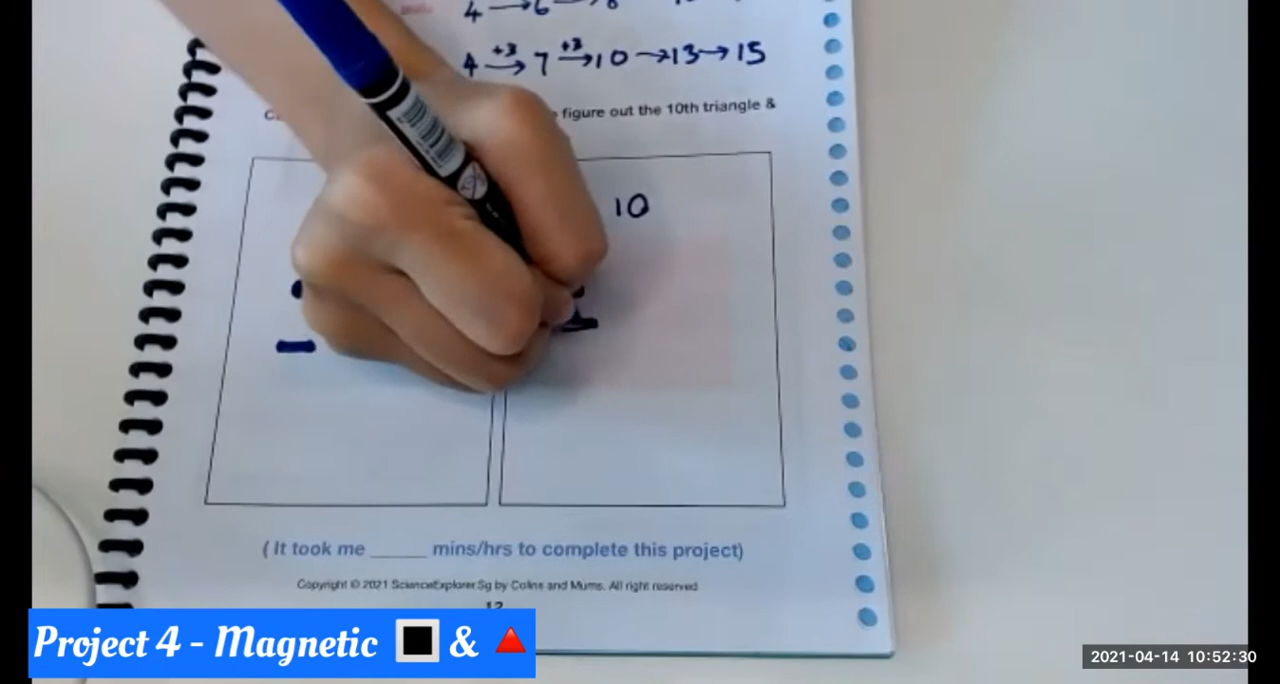 4 → 6 → 8
4 +3→ 7 +3→ 10 → 13 → 15
figure out the 10th triangle &
10
( It took me _____ mins/hrs to complete this project)
Copyright © 2021 ScienceExplorer.Sg by Colins and Mums. All right reserved
12
Project 4 - Magnetic 🔳 & 🔺
2021-04-14 10:52:30